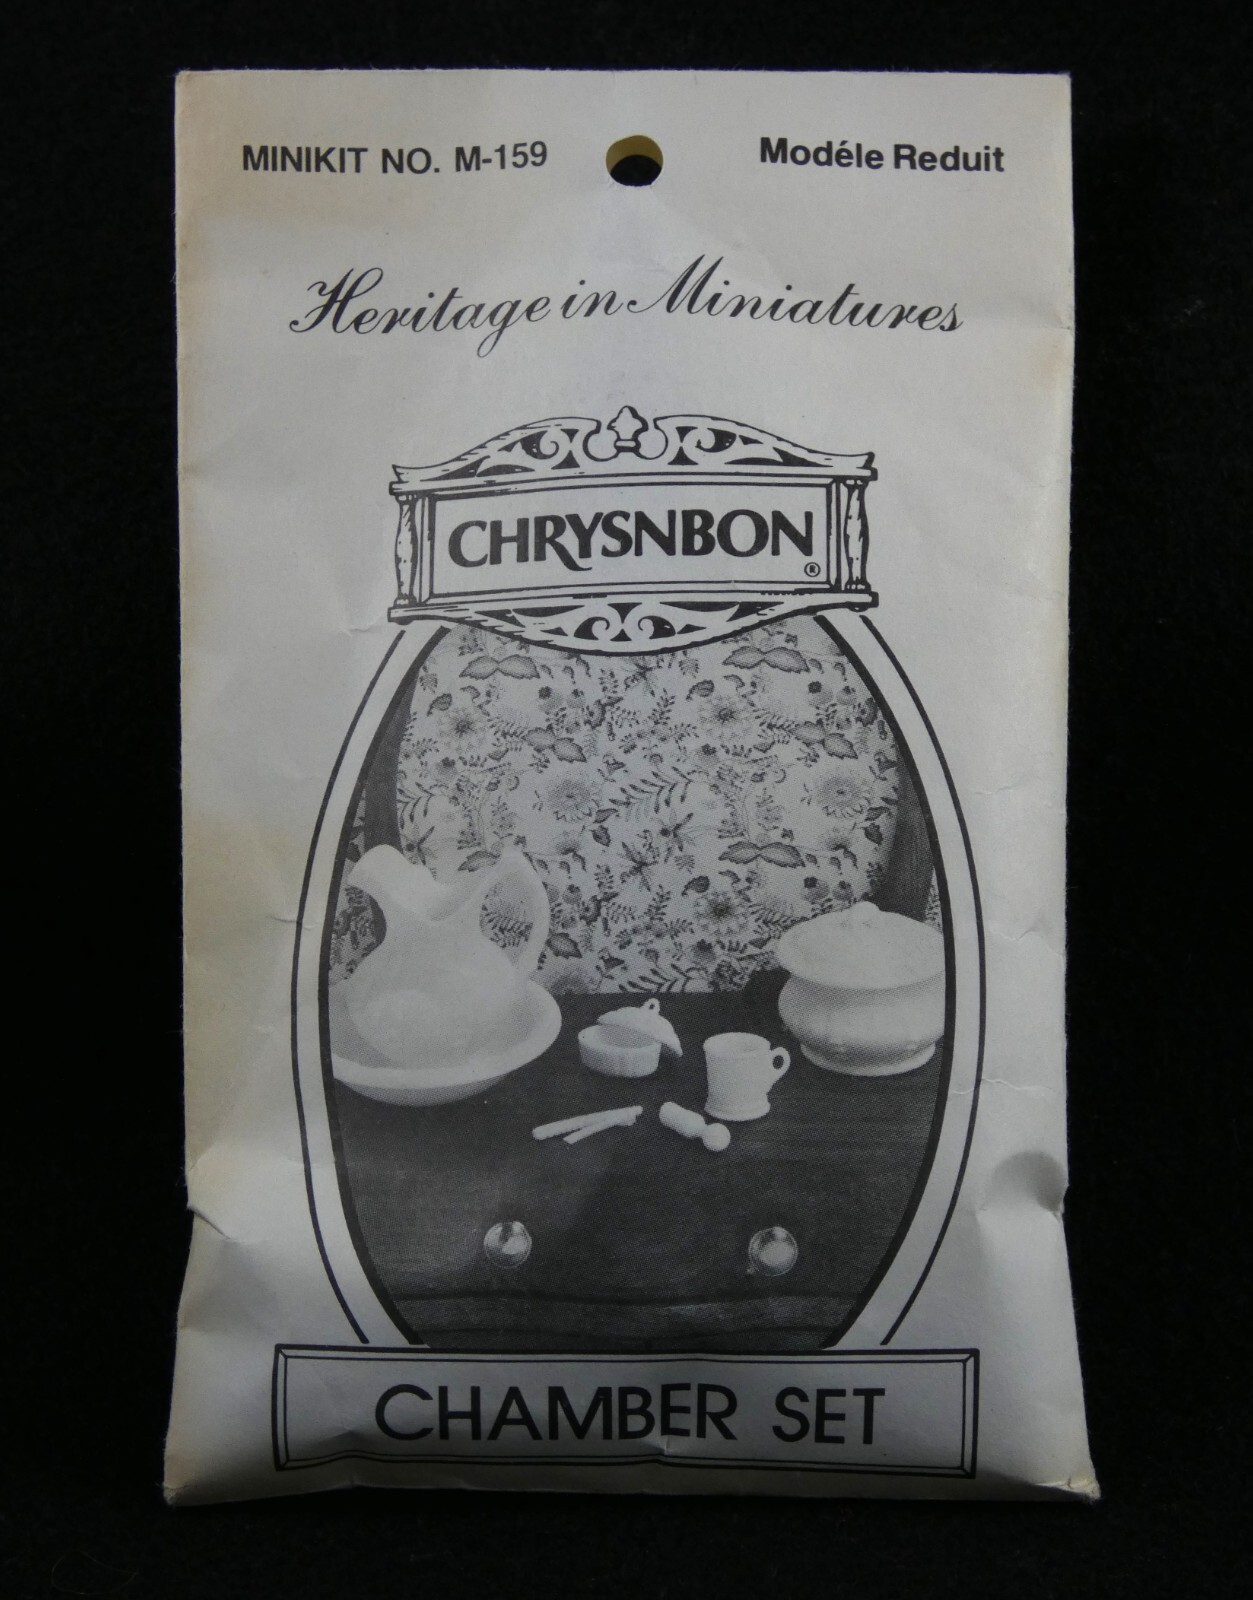 MINIKIT NO. M-159
Modéle Reduit
Heritage in Miniatures
CHRYSNBON
®
CHAMBER SET